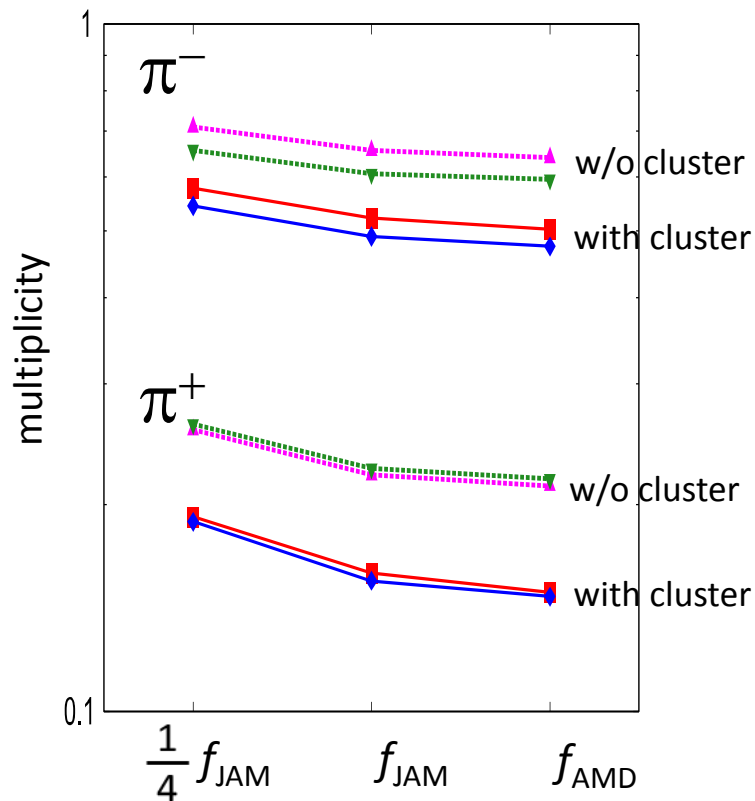 1
π⁻
w/o cluster
with cluster
multiplicity
π⁺
w/o cluster
with cluster
0.1
1/4 f_JAM f_JAM f_AMD